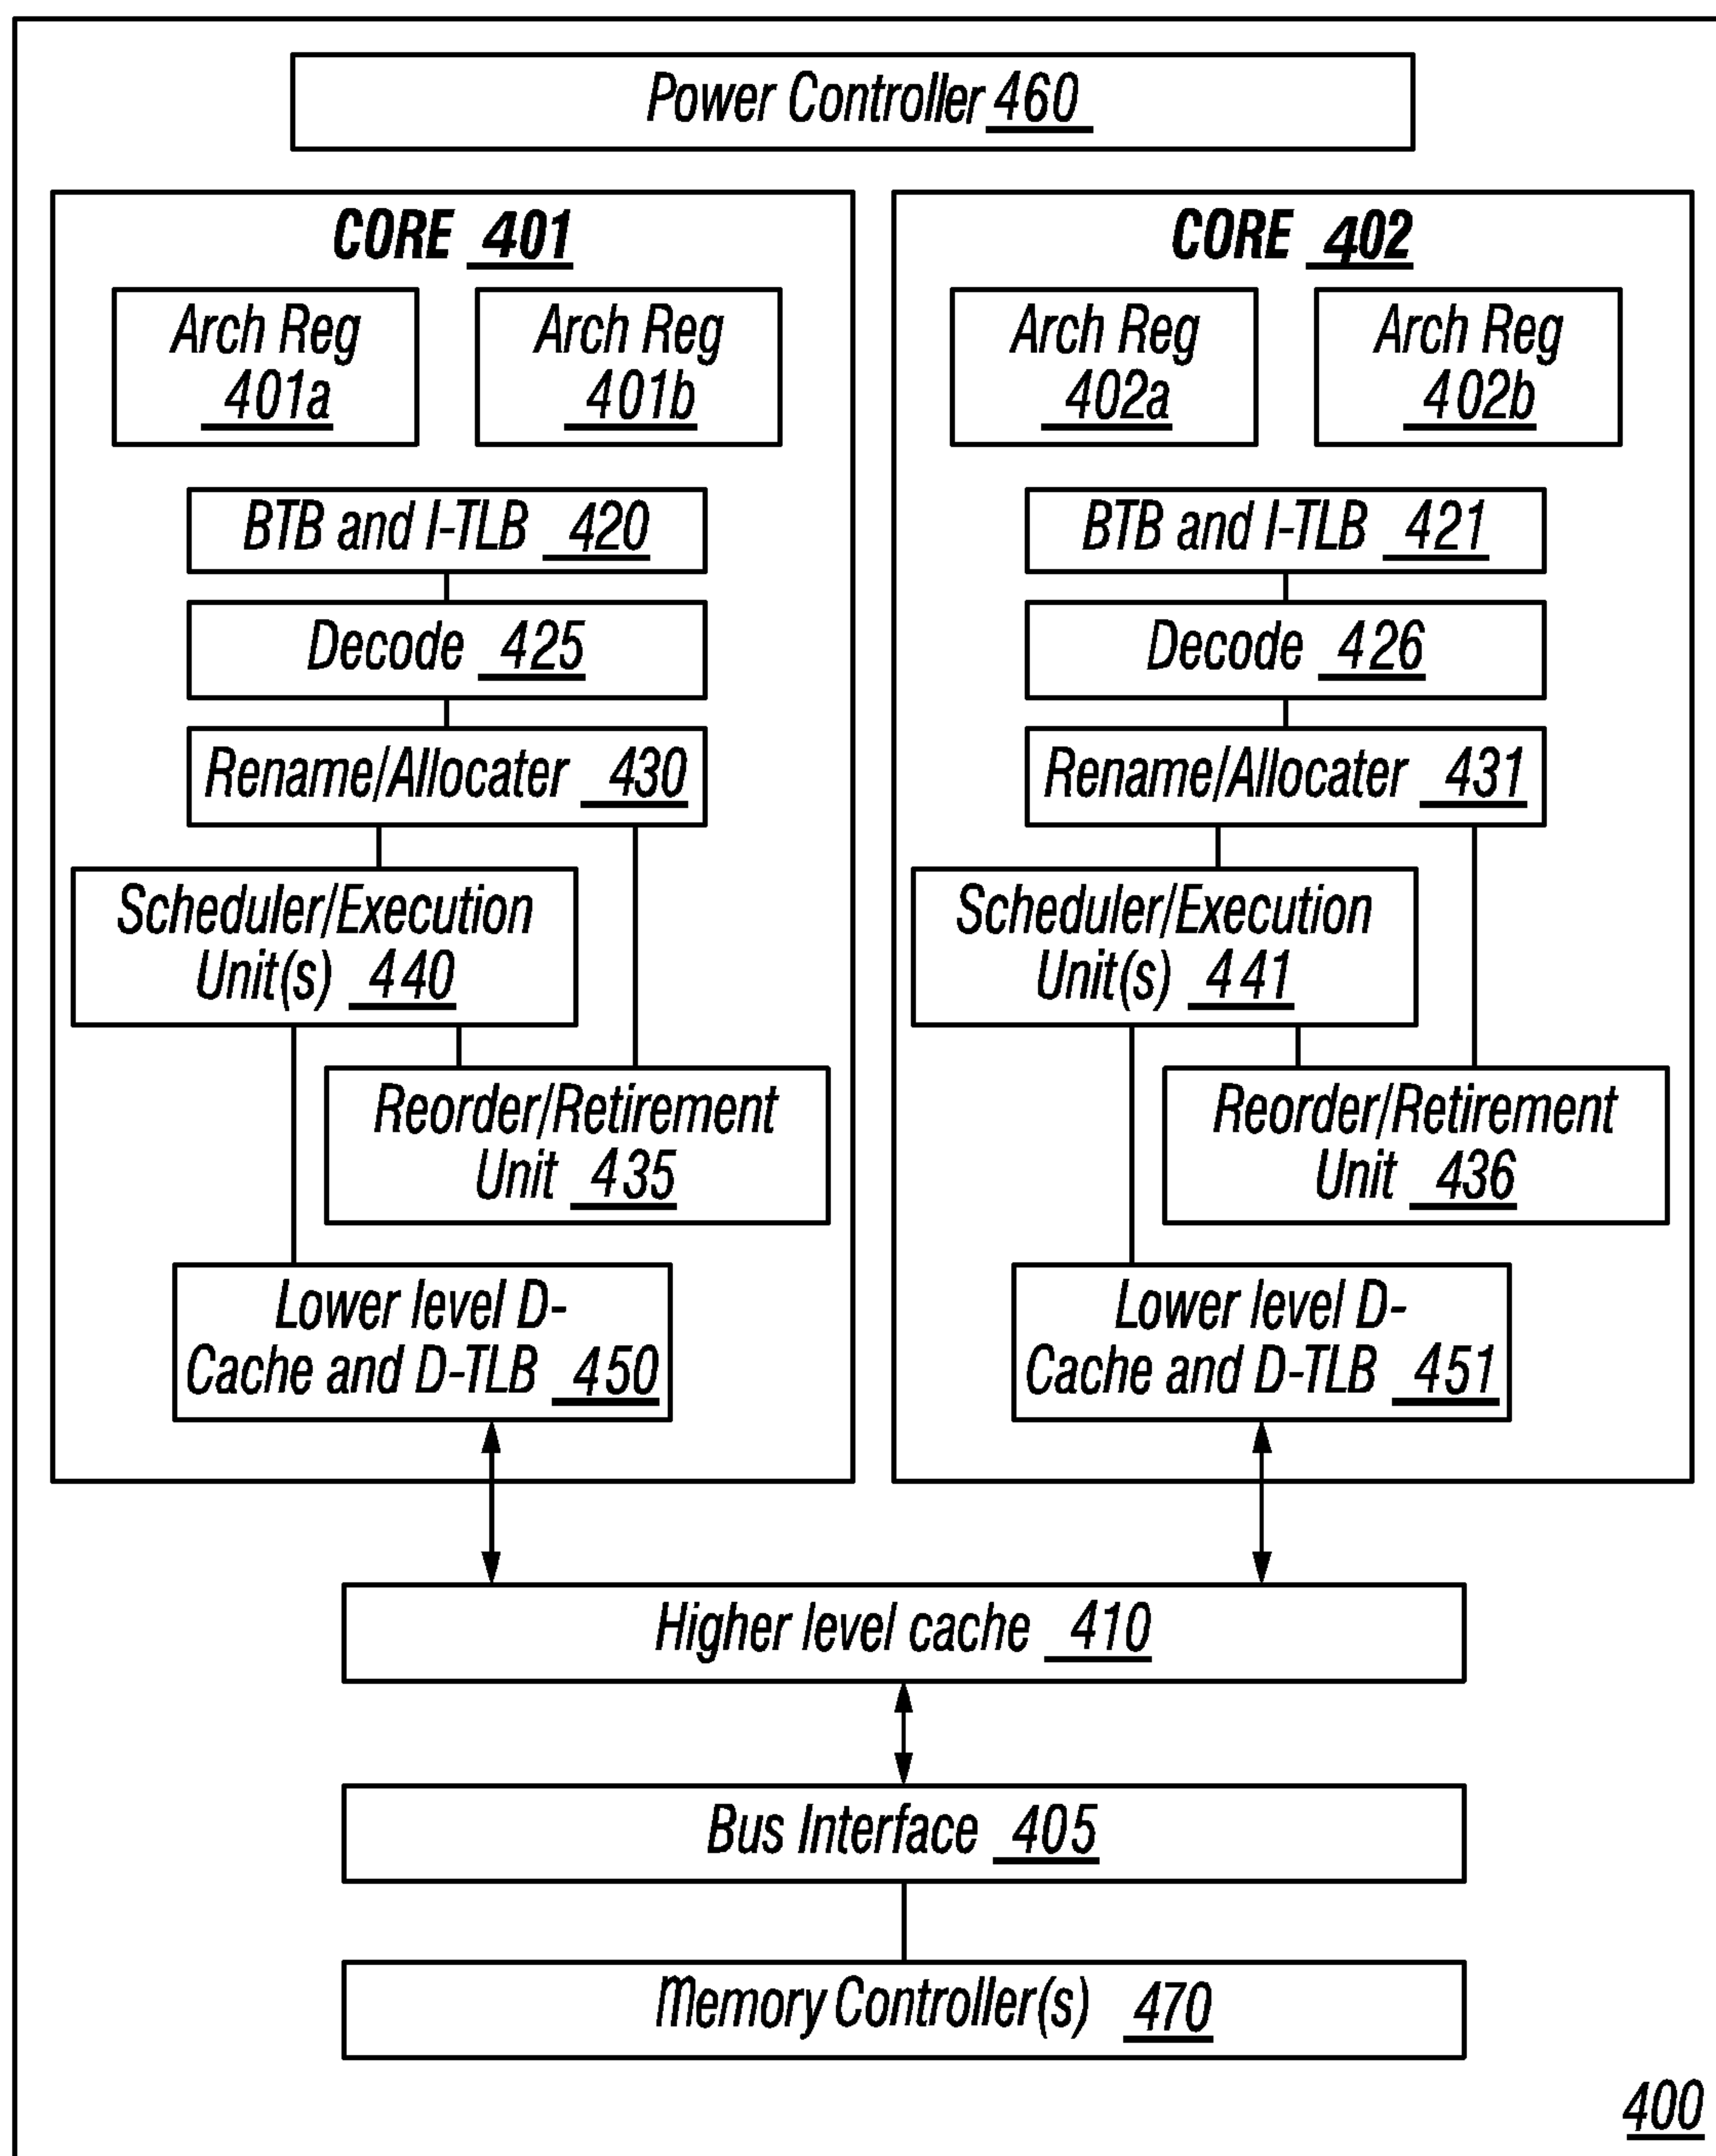 Power Controller 460
CORE 401
Arch Reg
401a
Arch Reg
401b
BTB and I-TLB 420
Decode 425
Rename/Allocater 430
Scheduler/Execution
Unit(s) 440
Reorder/Retirement
Unit 435
Lower level D-
Cache and D-TLB 450
CORE 402
Arch Reg
402a
Arch Reg
402b
BTB and I-TLB 421
Decode 426
Rename/Allocater 431
Scheduler/Execution
Unit(s) 441
Reorder/Retirement
Unit 436
Lower level D-
Cache and D-TLB 451
Higher level cache 410
Bus Interface 405
Memory Controller(s) 470
400